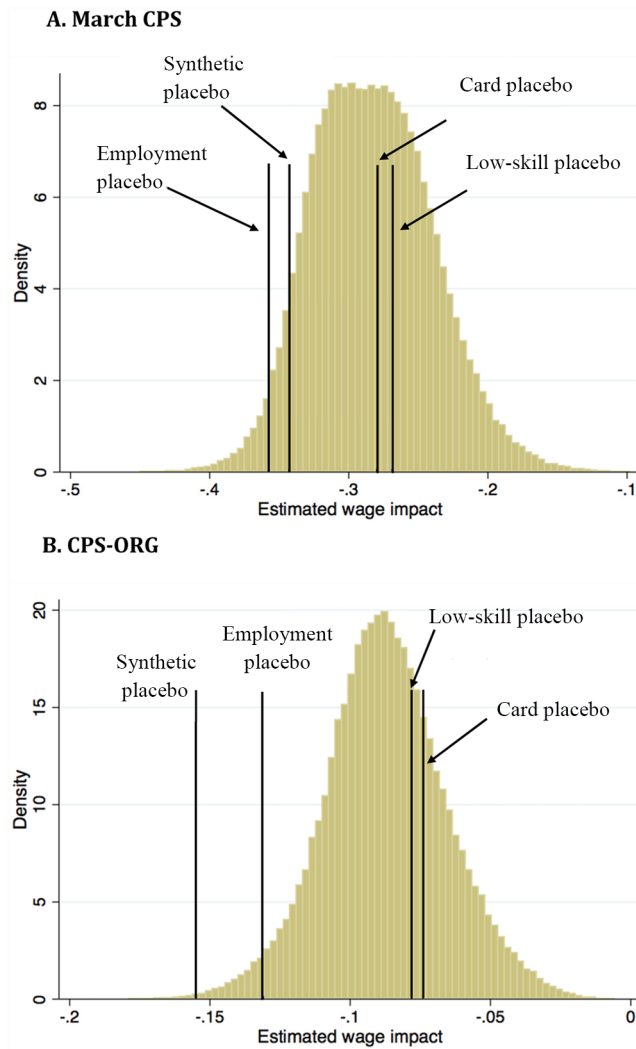 A. March CPS
Synthetic
placebo
Card placebo
Employment
placebo
Low-skill placebo
Density
8
6
4
2
0
-.5 -.4 -.3 -.2 -.1
Estimated wage impact
B. CPS-ORG
Low-skill placebo
Employment
placebo
Synthetic
placebo
Card placebo
Density
20
15
10
5
0
-.2 -.15 -.1 -.05 0
Estimated wage impact